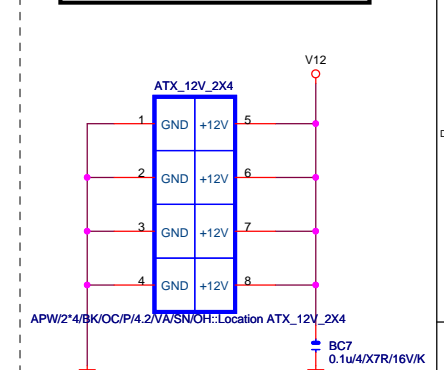 V12
ATX_12V_2X4
1 GND +12V 5
2 GND +12V 6
3 GND +12V 7
4 GND +12V 8
APW/2*4/BK/OC/P/4.2/VA/SN/OH::Location ATX_12V_2X4
BC7
0.1u/4/X7R/16V/K